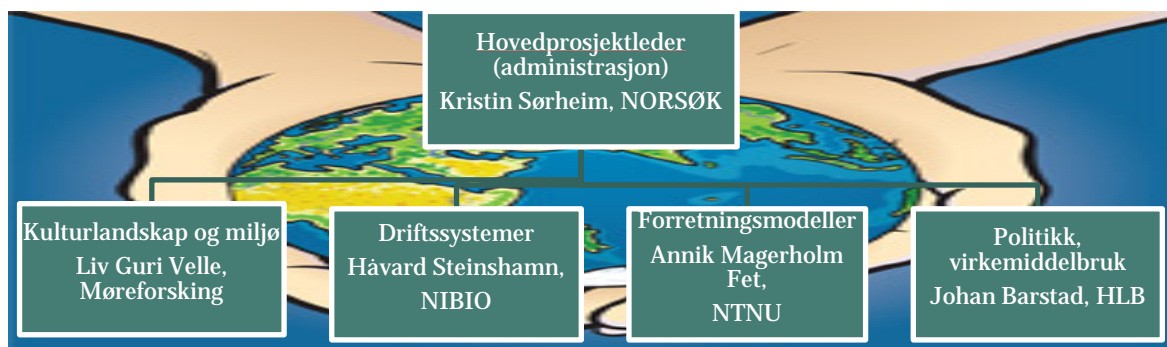 Hovedprosjektleder
(administrasjon)
Kristin Sørheim, NORSØK
Kulturlandskap og miljø
Liv Guri Velle,
Møreforsking
Driftssystemer
Håvard Steinshamn,
NIBIO
Forretningsmodeller
Annik Magerholm
Fet,
NTNU
Politikk,
virkemiddelbruk
Johan Barstad, HLB